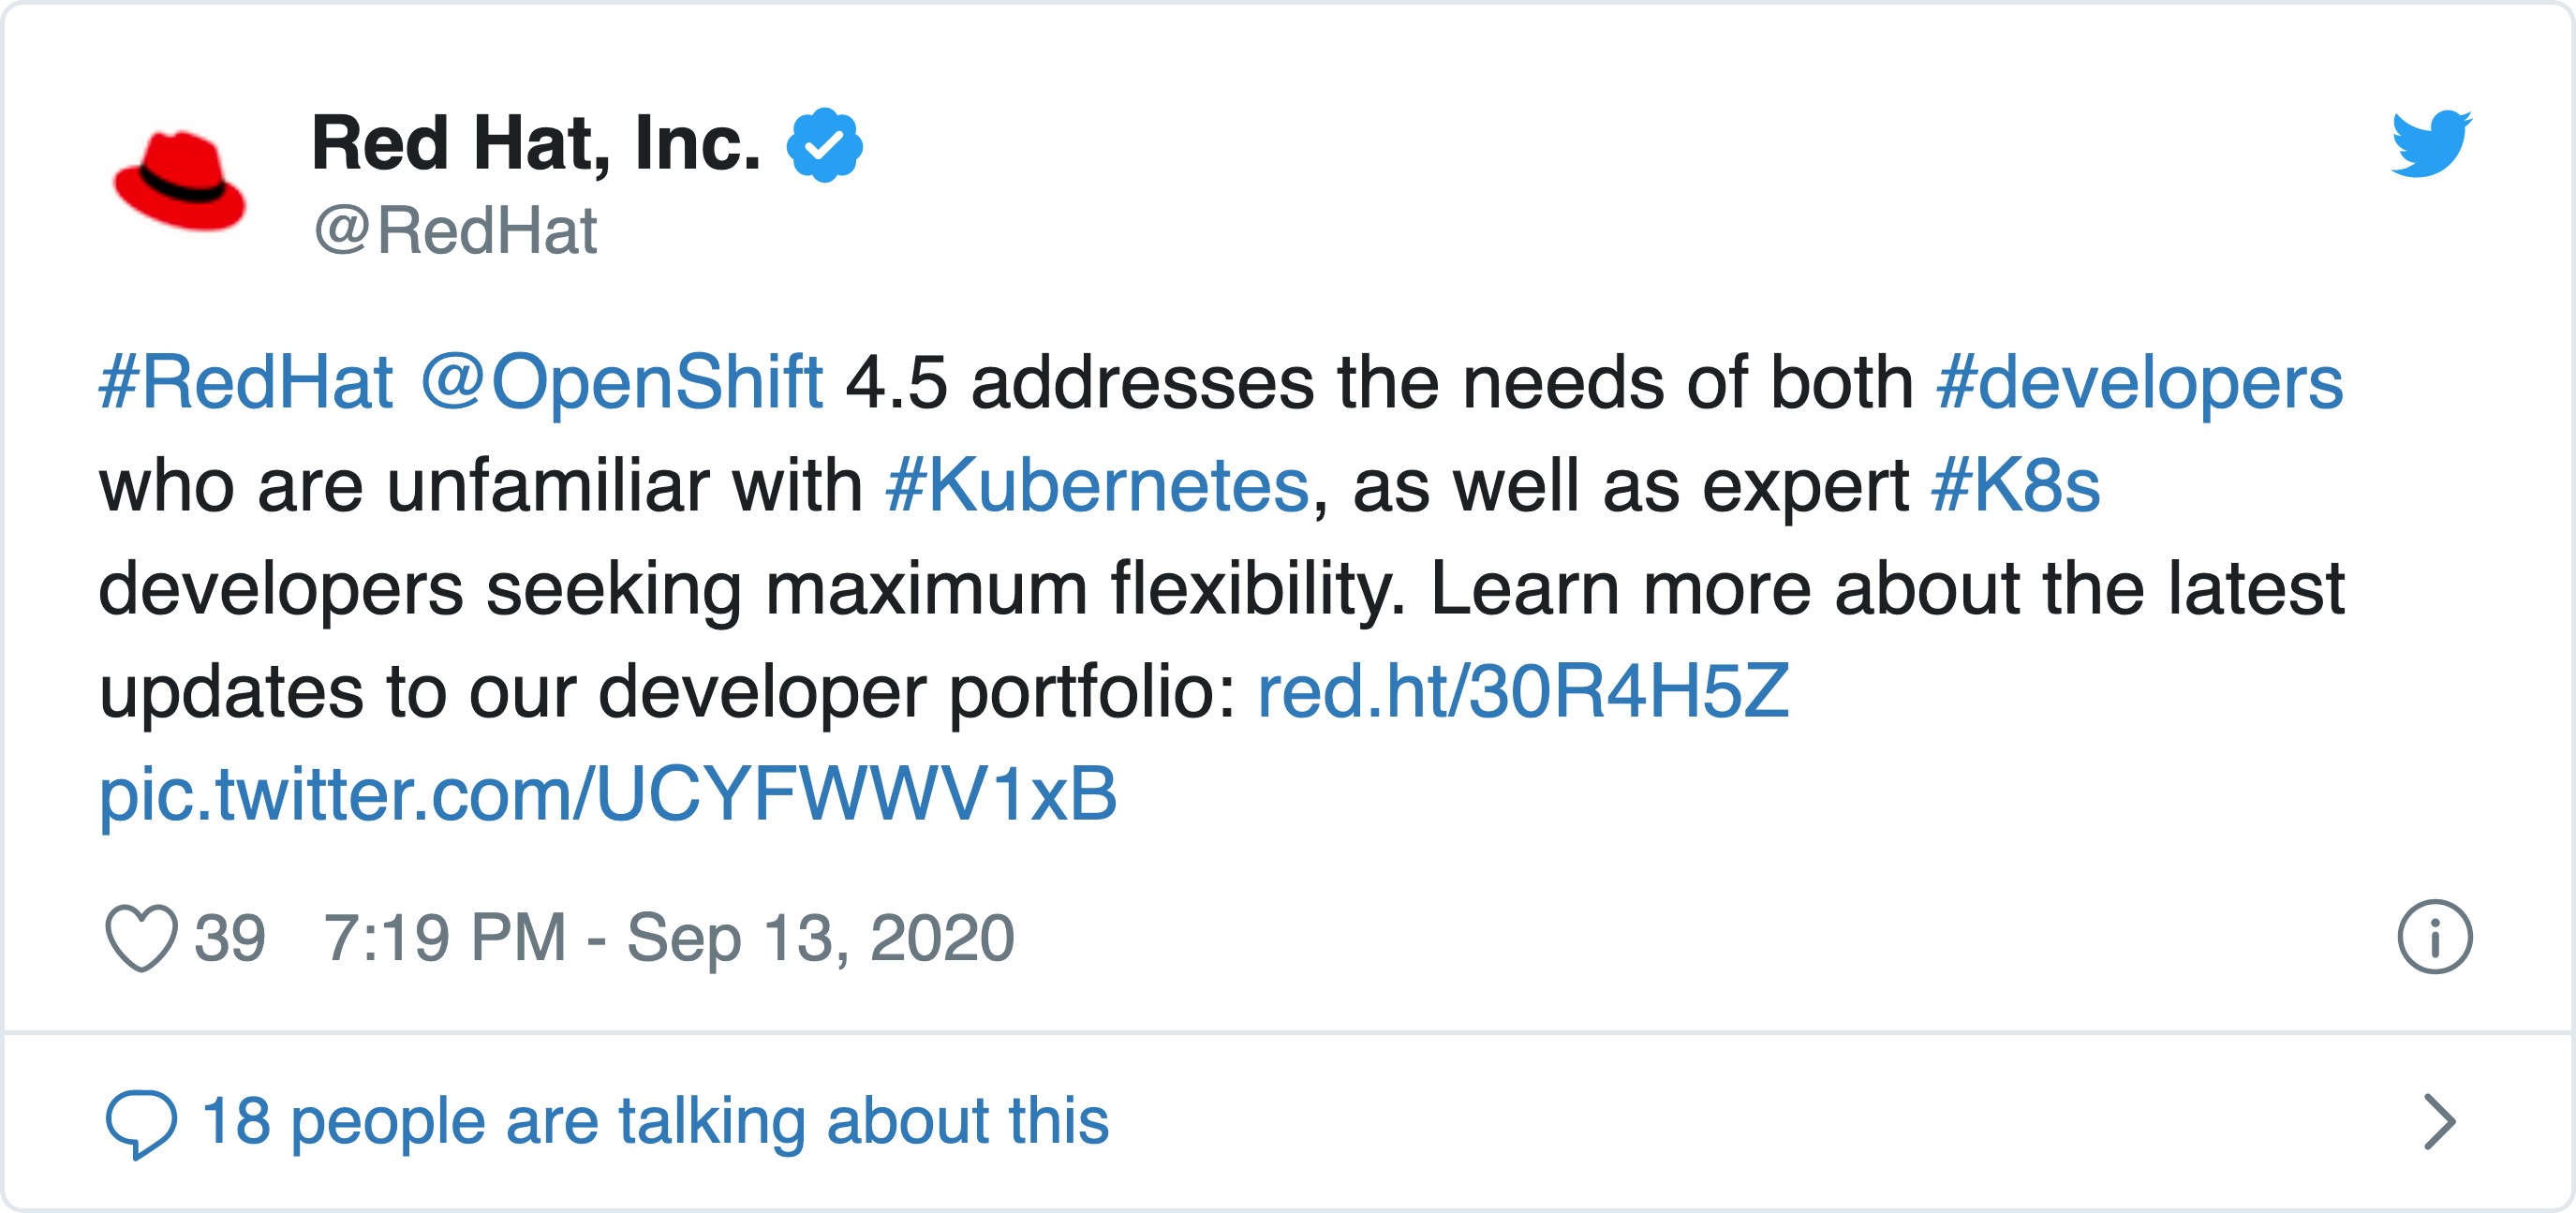 Red Hat, Inc.
@RedHat
#RedHat @OpenShift 4.5 addresses the needs of both #developers
who are unfamiliar with #Kubernetes, as well as expert #K8s
developers seeking maximum flexibility. Learn more about the latest
updates to our developer portfolio: red.ht/30R4H5Z
pic.twitter.com/UCYFWWV1xB
39 7:19 PM - Sep 13, 2020
18 people are talking about this